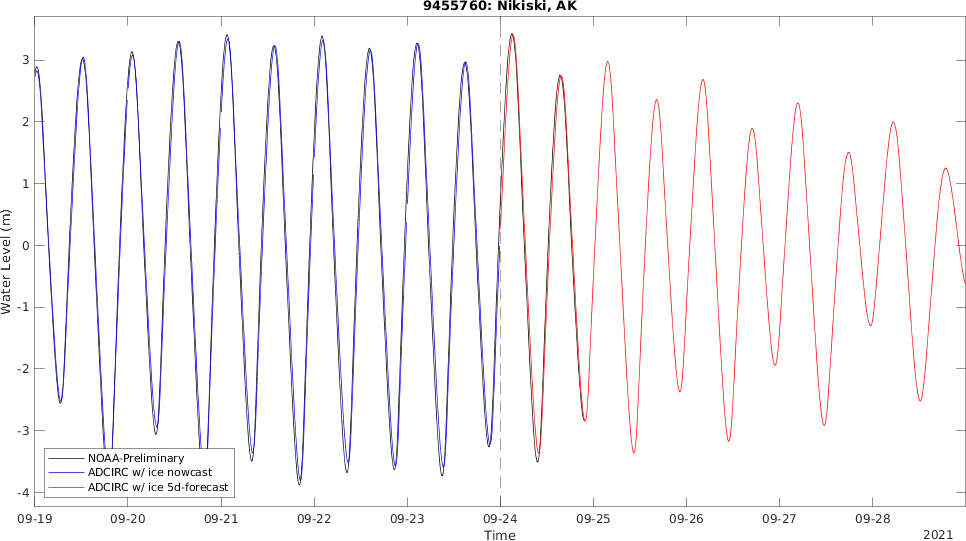 9455760: Nikiski, AK
Water Level (m)
3
2
1
0
-1
-2
-3
-4
NOAA-Preliminary
ADCIRC w/ ice nowcast
ADCIRC w/ ice 5d-forecast
09-19 09-20 09-21 09-22 09-23 09-24 09-25 09-26 09-27 09-28
Time
2021